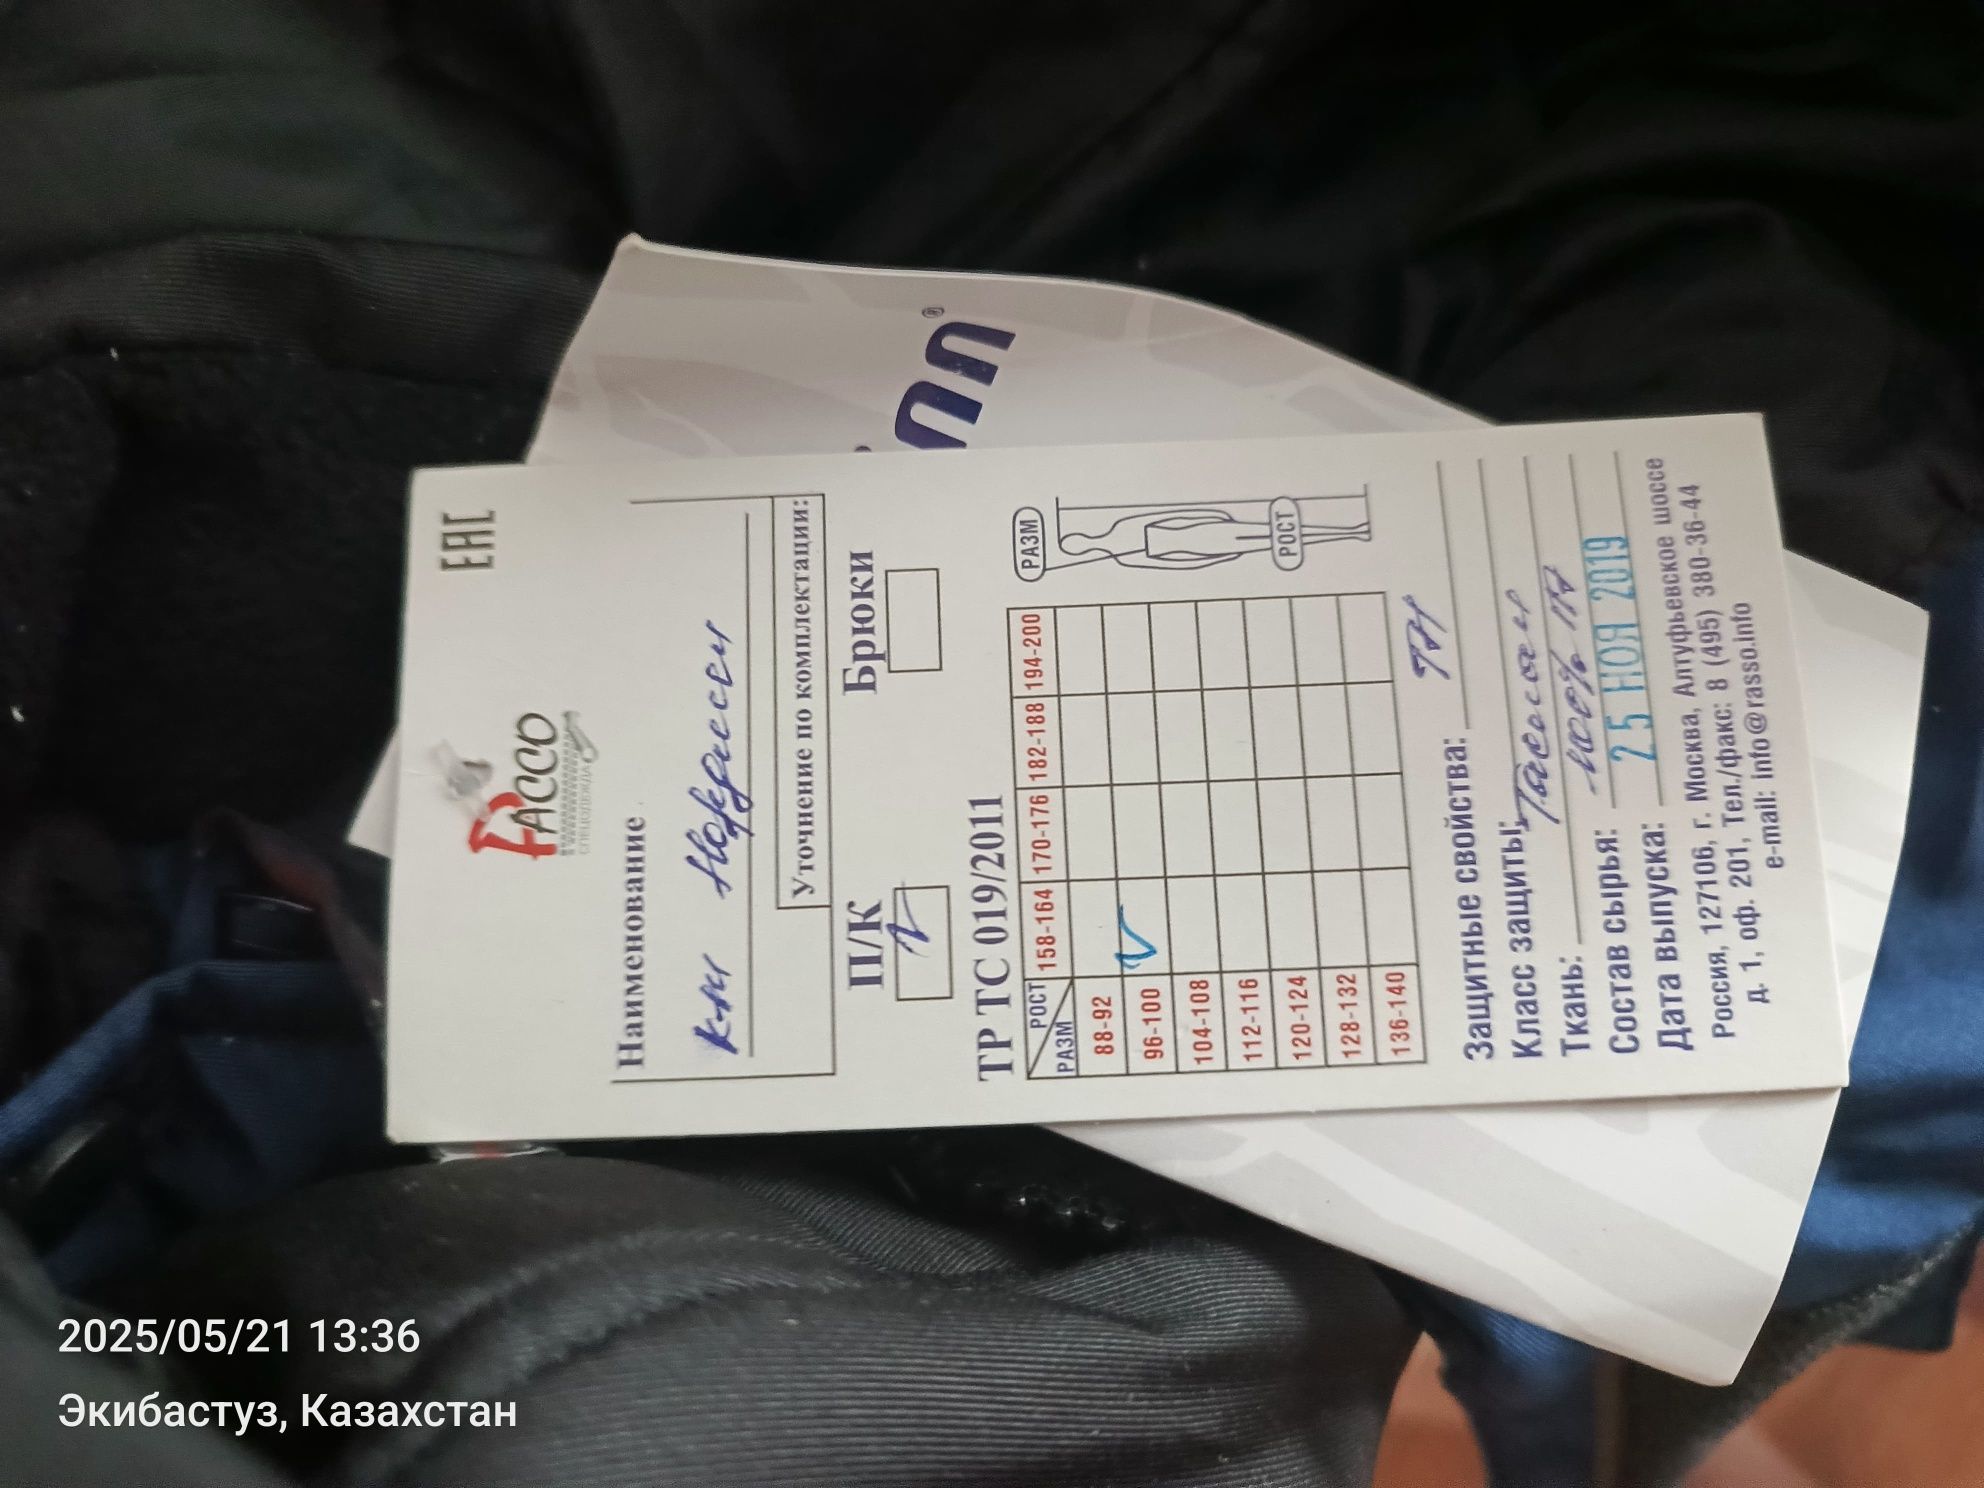 EAC
РАССО
СПЕЦОДЕЖДА
Наименование
Уточнение по комплектации:
П/К
Брюки
ТР ТС 019/2011
РОСТ
РАЗМ
158-164 170-176 182-188 194-200
88-92
96-100
104-108
112-116
120-124
128-132
136-140
РАЗМ
РОСТ
Защитные свойства:
Класс защиты:
Ткань:
Состав сырья: 100%
Дата выпуска: 25 НОЯ 2019
Россия, 127106, г. Москва, Алтуфьевское шоссе
д. 1, оф. 201, Тел./факс: 8 (495) 380-36-44
e-mail: info@rasso.info
2025/05/21 13:36
Экибастуз, Казахстан